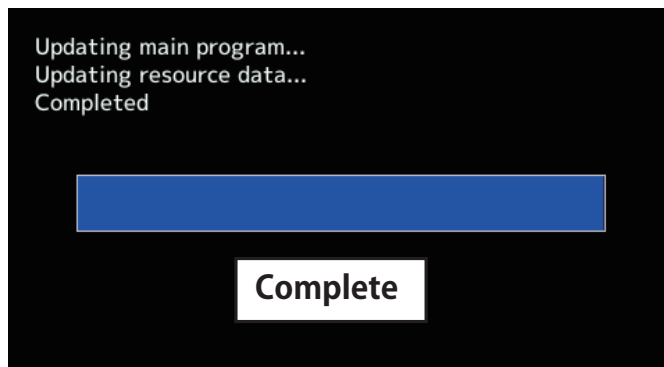 Updating main program...
Updating resource data...
Completed
Complete